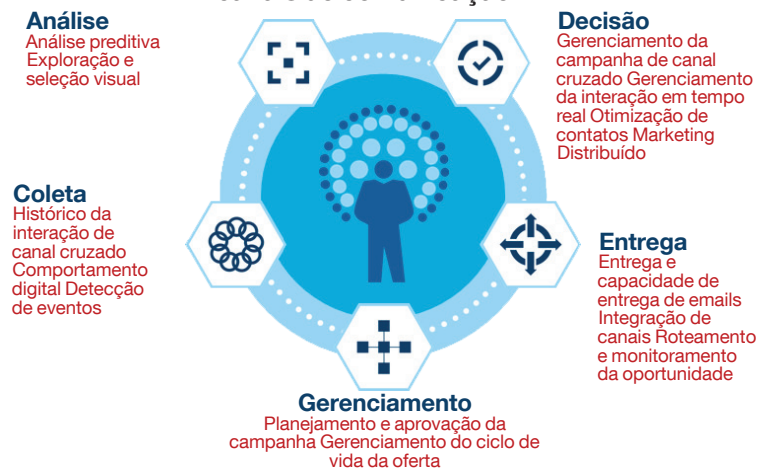 Análise
Análise preditiva
Exploração e
seleção visual
Decisão
Gerenciamento da
campanha de canal
cruzado Gerenciamento
da interação em tempo
real Otimização de
contatos Marketing
Distribuído
Coleta
Histórico da
interação de
canal cruzado
Comportamento
digital Detecção
de eventos
Entrega
Entrega e
capacidade de
entrega de emails
Integração de
canais Roteamento
e monitoramento
da oportunidade
Gerenciamento
Planejamento e aprovação da
campanha Gerenciamento do ciclo de
vida da oferta